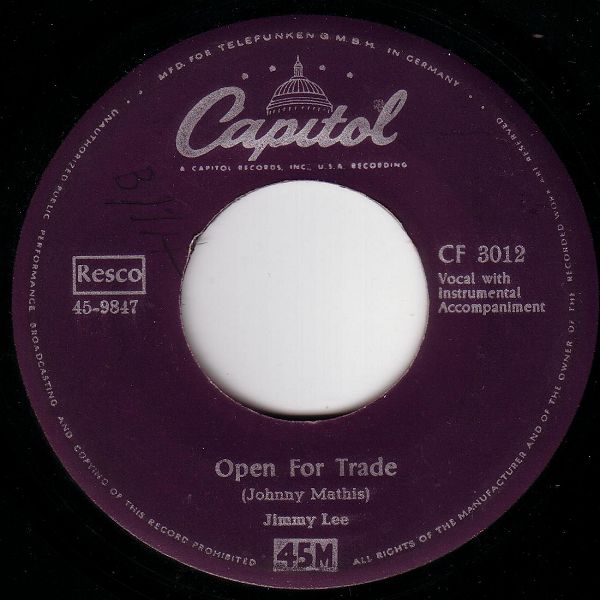 MFD. FOR TELEFUNKEN G.M.B.H. IN GERMANY
Capitol
A CAPITOL RECORDS, INC., U.S.A. RECORDING
Resco
45-9847
CF 3012
Vocal with
Instrumental
Accompaniment
Open For Trade
(Johnny Mathis)
Jimmy Lee
45M
UNAUTHORIZED PUBLIC PERFORMANCE BROADCASTING AND COPYING OF THIS RECORD PROHIBITED
ALL RIGHTS OF THE MANUFACTURER AND OF THE OWNER OF THE RECORDED WORK ARE RESERVED